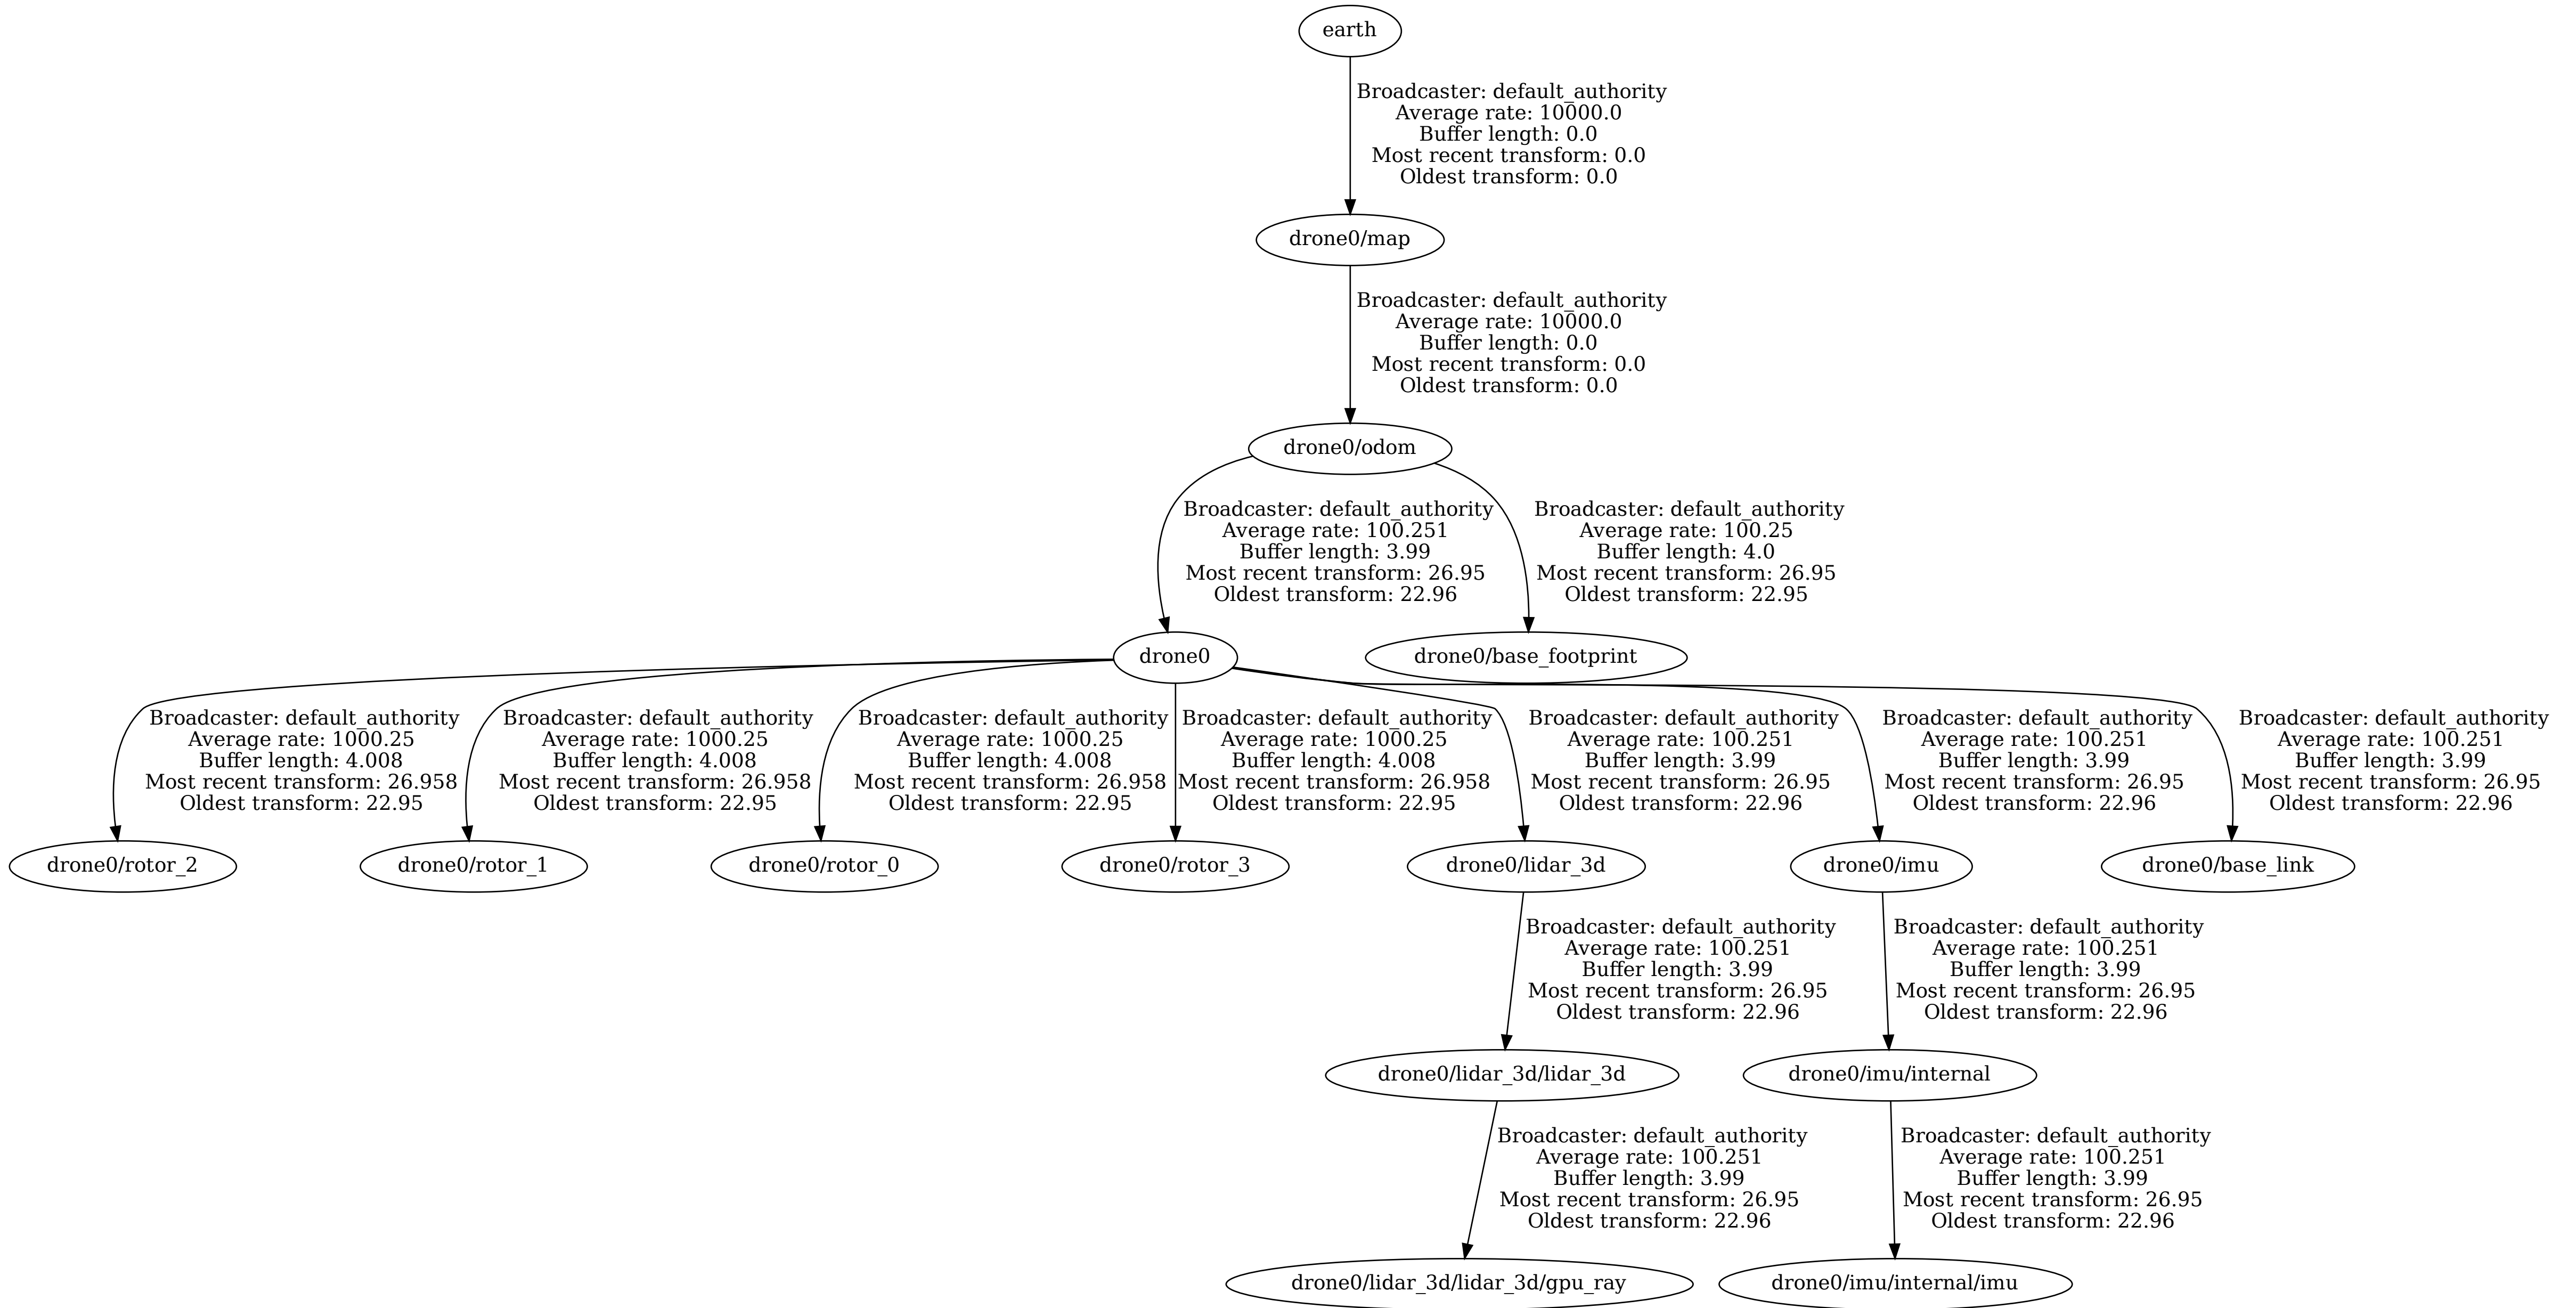 earth
Broadcaster: default_authority
Average rate: 10000.0
Buffer length: 0.0
Most recent transform: 0.0
Oldest transform: 0.0
drone0/map
Broadcaster: default_authority
Average rate: 10000.0
Buffer length: 0.0
Most recent transform: 0.0
Oldest transform: 0.0
drone0/odom
Broadcaster: default_authority
Average rate: 100.251
Buffer length: 3.99
Most recent transform: 26.95
Oldest transform: 22.96
Broadcaster: default_authority
Average rate: 100.25
Buffer length: 4.0
Most recent transform: 26.95
Oldest transform: 22.95
drone0
drone0/base_footprint
Broadcaster: default_authority
Average rate: 1000.25
Buffer length: 4.008
Most recent transform: 26.958
Oldest transform: 22.95
Broadcaster: default_authority
Average rate: 1000.25
Buffer length: 4.008
Most recent transform: 26.958
Oldest transform: 22.95
Broadcaster: default_authority
Average rate: 1000.25
Buffer length: 4.008
Most recent transform: 26.958
Oldest transform: 22.95
Broadcaster: default_authority
Average rate: 1000.25
Buffer length: 4.008
Most recent transform: 26.958
Oldest transform: 22.95
Broadcaster: default_authority
Average rate: 100.251
Buffer length: 3.99
Most recent transform: 26.95
Oldest transform: 22.96
Broadcaster: default_authority
Average rate: 100.251
Buffer length: 3.99
Most recent transform: 26.95
Oldest transform: 22.96
Broadcaster: default_authority
Average rate: 100.251
Buffer length: 3.99
Most recent transform: 26.95
Oldest transform: 22.96
drone0/rotor_2
drone0/rotor_1
drone0/rotor_0
drone0/rotor_3
drone0/lidar_3d
drone0/imu
drone0/base_link
Broadcaster: default_authority
Average rate: 100.251
Buffer length: 3.99
Most recent transform: 26.95
Oldest transform: 22.96
Broadcaster: default_authority
Average rate: 100.251
Buffer length: 3.99
Most recent transform: 26.95
Oldest transform: 22.96
drone0/lidar_3d/lidar_3d
drone0/imu/internal
Broadcaster: default_authority
Average rate: 100.251
Buffer length: 3.99
Most recent transform: 26.95
Oldest transform: 22.96
Broadcaster: default_authority
Average rate: 100.251
Buffer length: 3.99
Most recent transform: 26.95
Oldest transform: 22.96
drone0/lidar_3d/lidar_3d/gpu_ray
drone0/imu/internal/imu